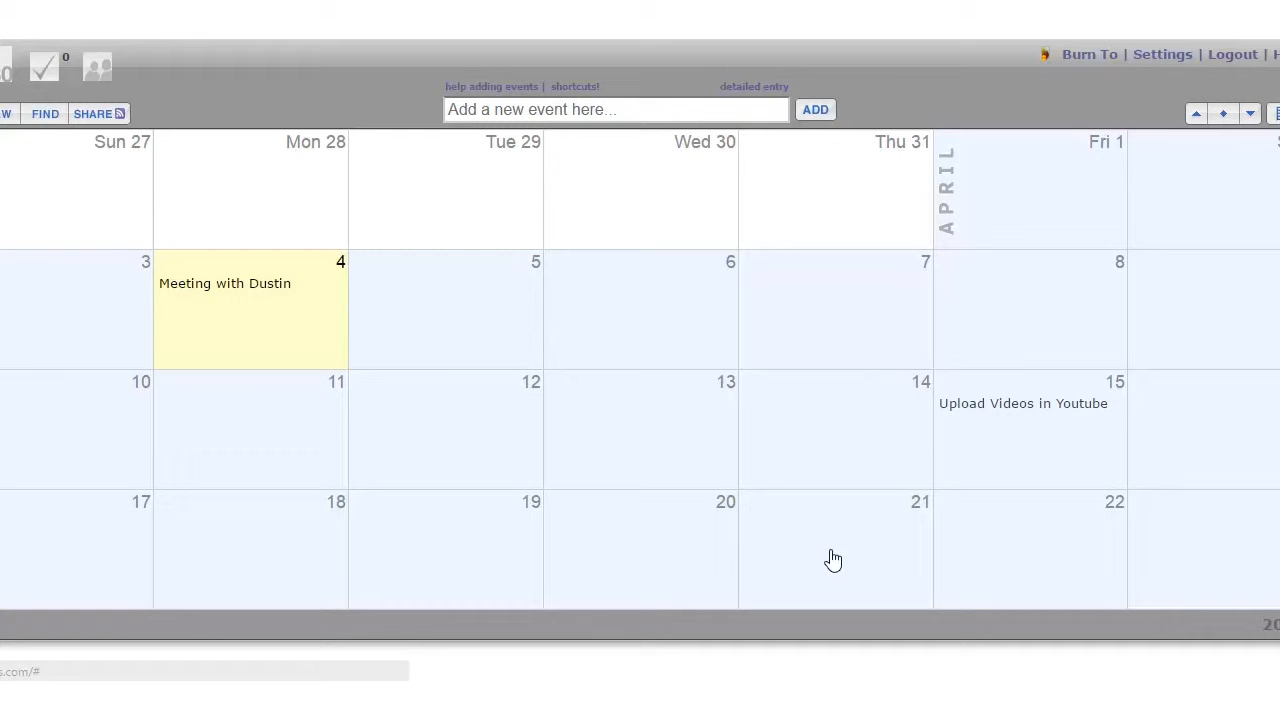 0
Burn To | Settings | Logout |
help adding events | shortcuts! detailed entry
Add a new event here... ADD
FIND SHARE
Sun 27 Mon 28 Tue 29 Wed 30 Thu 31 Fri 1
APRIL
3 4 5 6 7 8
Meeting with Dustin
10 11 12 13 14 15
Upload Videos in Youtube
17 18 19 20 21 22
s.com/#